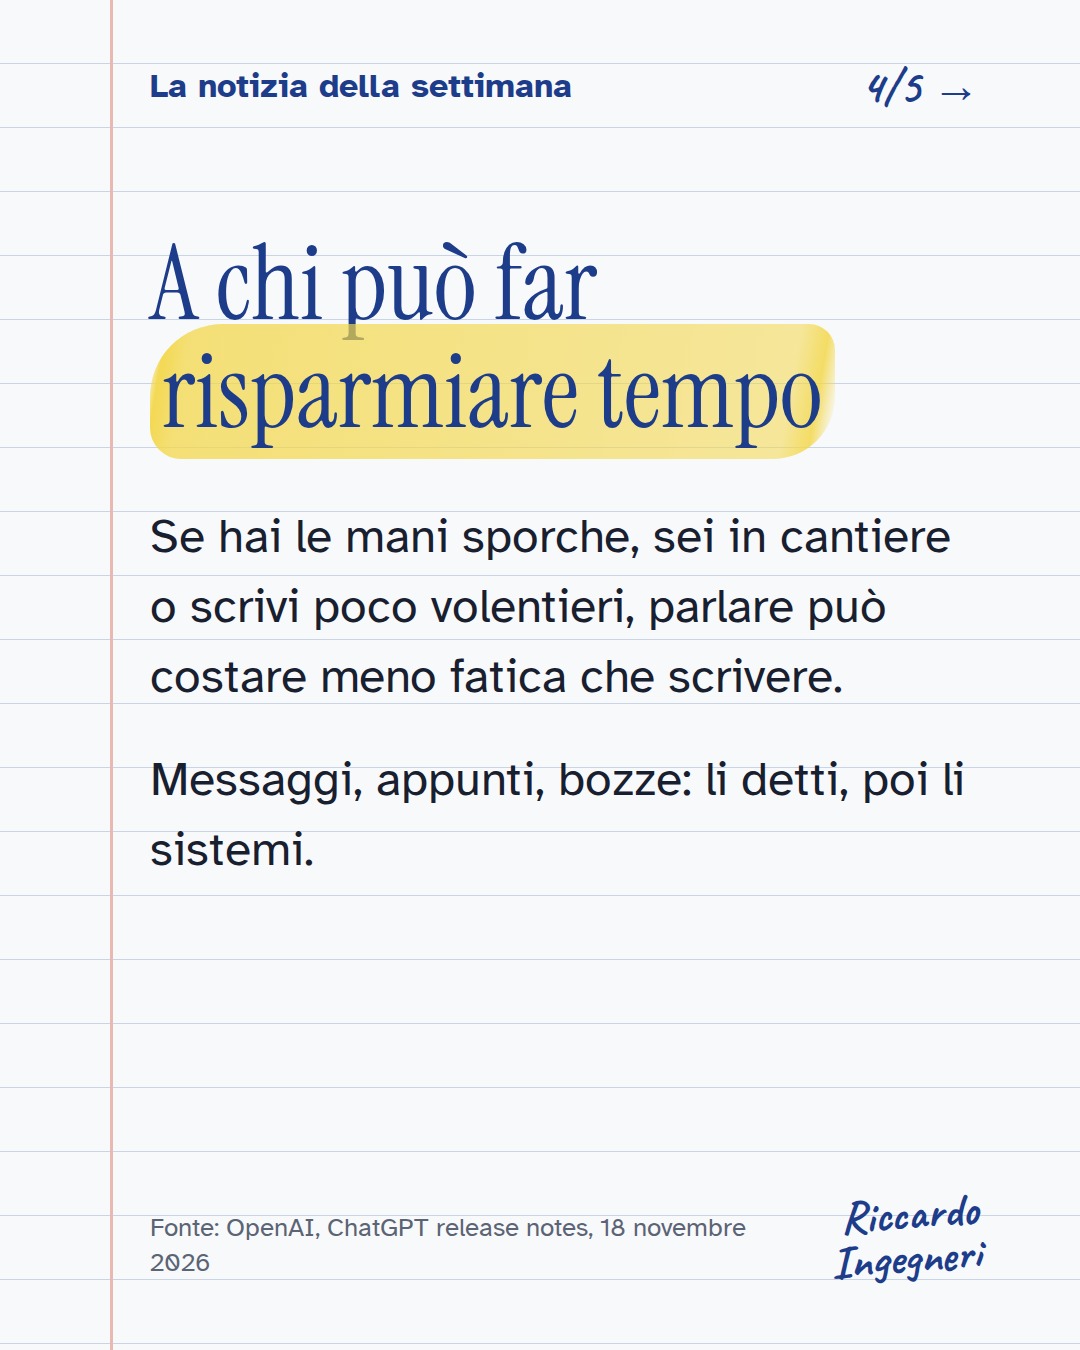 La notizia della settimana
4/5 →
A chi può far
risparmiare tempo
Se hai le mani sporche, sei in cantiere
o scrivi poco volentieri, parlare può
costare meno fatica che scrivere.
Messaggi, appunti, bozze: li detti, poi li
sistemi.
Fonte: OpenAI, ChatGPT release notes, 18 novembre
2026
Riccardo
Ingegneri